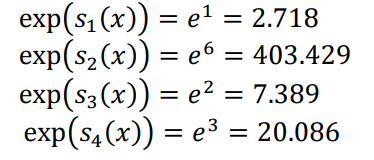 exp(s₁(x)) = e¹ = 2.718
exp(s₂(x)) = e⁶ = 403.429
exp(s₃(x)) = e² = 7.389
exp(s₄(x)) = e³ = 20.086